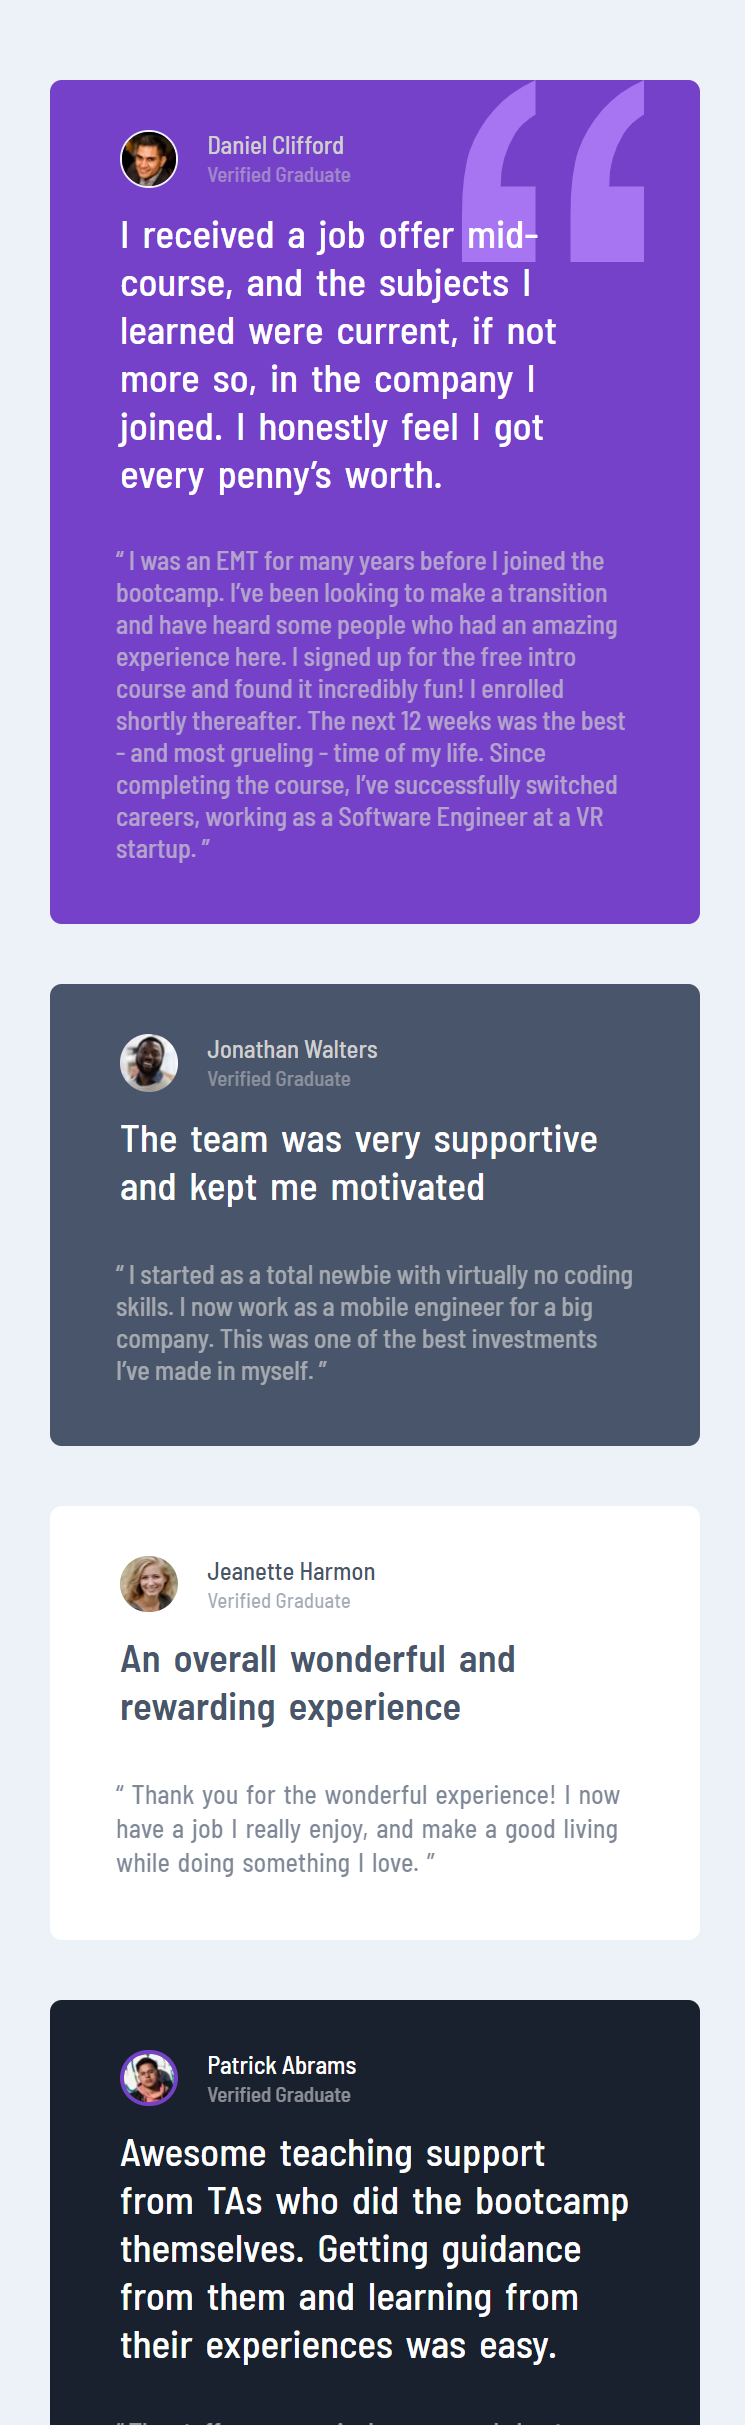 Daniel Clifford
Verified Graduate
I received a job offer mid-
course, and the subjects I
learned were current, if not
more so, in the company I
joined. I honestly feel I got
every penny’s worth.
“ I was an EMT for many years before I joined the
bootcamp. I’ve been looking to make a transition
and have heard some people who had an amazing
experience here. I signed up for the free intro
course and found it incredibly fun! I enrolled
shortly thereafter. The next 12 weeks was the best
- and most grueling - time of my life. Since
completing the course, I’ve successfully switched
careers, working as a Software Engineer at a VR
startup. ”
Jonathan Walters
Verified Graduate
The team was very supportive
and kept me motivated
“ I started as a total newbie with virtually no coding
skills. I now work as a mobile engineer for a big
company. This was one of the best investments
I’ve made in myself. ”
Jeanette Harmon
Verified Graduate
An overall wonderful and
rewarding experience
“ Thank you for the wonderful experience! I now
have a job I really enjoy, and make a good living
while doing something I love. ”
Patrick Abrams
Verified Graduate
Awesome teaching support
from TAs who did the bootcamp
themselves. Getting guidance
from them and learning from
their experiences was easy.